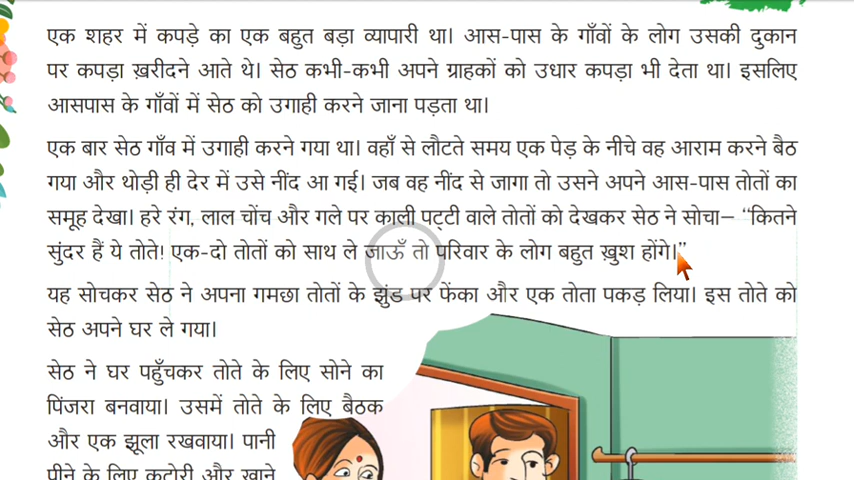 एक शहर में कपड़े का एक बहुत बड़ा व्यापारी था। आस-पास के गाँवों के लोग उसकी दुकान
पर कपड़ा ख़रीदने आते थे। सेठ कभी-कभी अपने ग्राहकों को उधार कपड़ा भी देता था। इसलिए
आसपास के गाँवों में सेठ को उगाही करने जाना पड़ता था।
एक बार सेठ गाँव में उगाही करने गया था। वहाँ से लौटते समय एक पेड़ के नीचे वह आराम करने बैठ
गया और थोड़ी ही देर में उसे नींद आ गई। जब वह नींद से जागा तो उसने अपने आस-पास तोतों का
समूह देखा। हरे रंग, लाल चोंच और गले पर काली पट्टी वाले तोतों को देखकर सेठ ने सोचा– “कितने
सुंदर हैं ये तोते! एक-दो तोतों को साथ ले जाऊँ तो परिवार के लोग बहुत ख़ुश होंगे।”
यह सोचकर सेठ ने अपना गमछा तोतों के झुंड पर फेंका और एक तोता पकड़ लिया। इस तोते को
सेठ अपने घर ले गया।
सेठ ने घर पहुँचकर तोते के लिए सोने का
पिंजरा बनवाया। उसमें तोते के लिए बैठक
और एक झूला रखवाया। पानी
पीने के लिए कटोरी और खाने